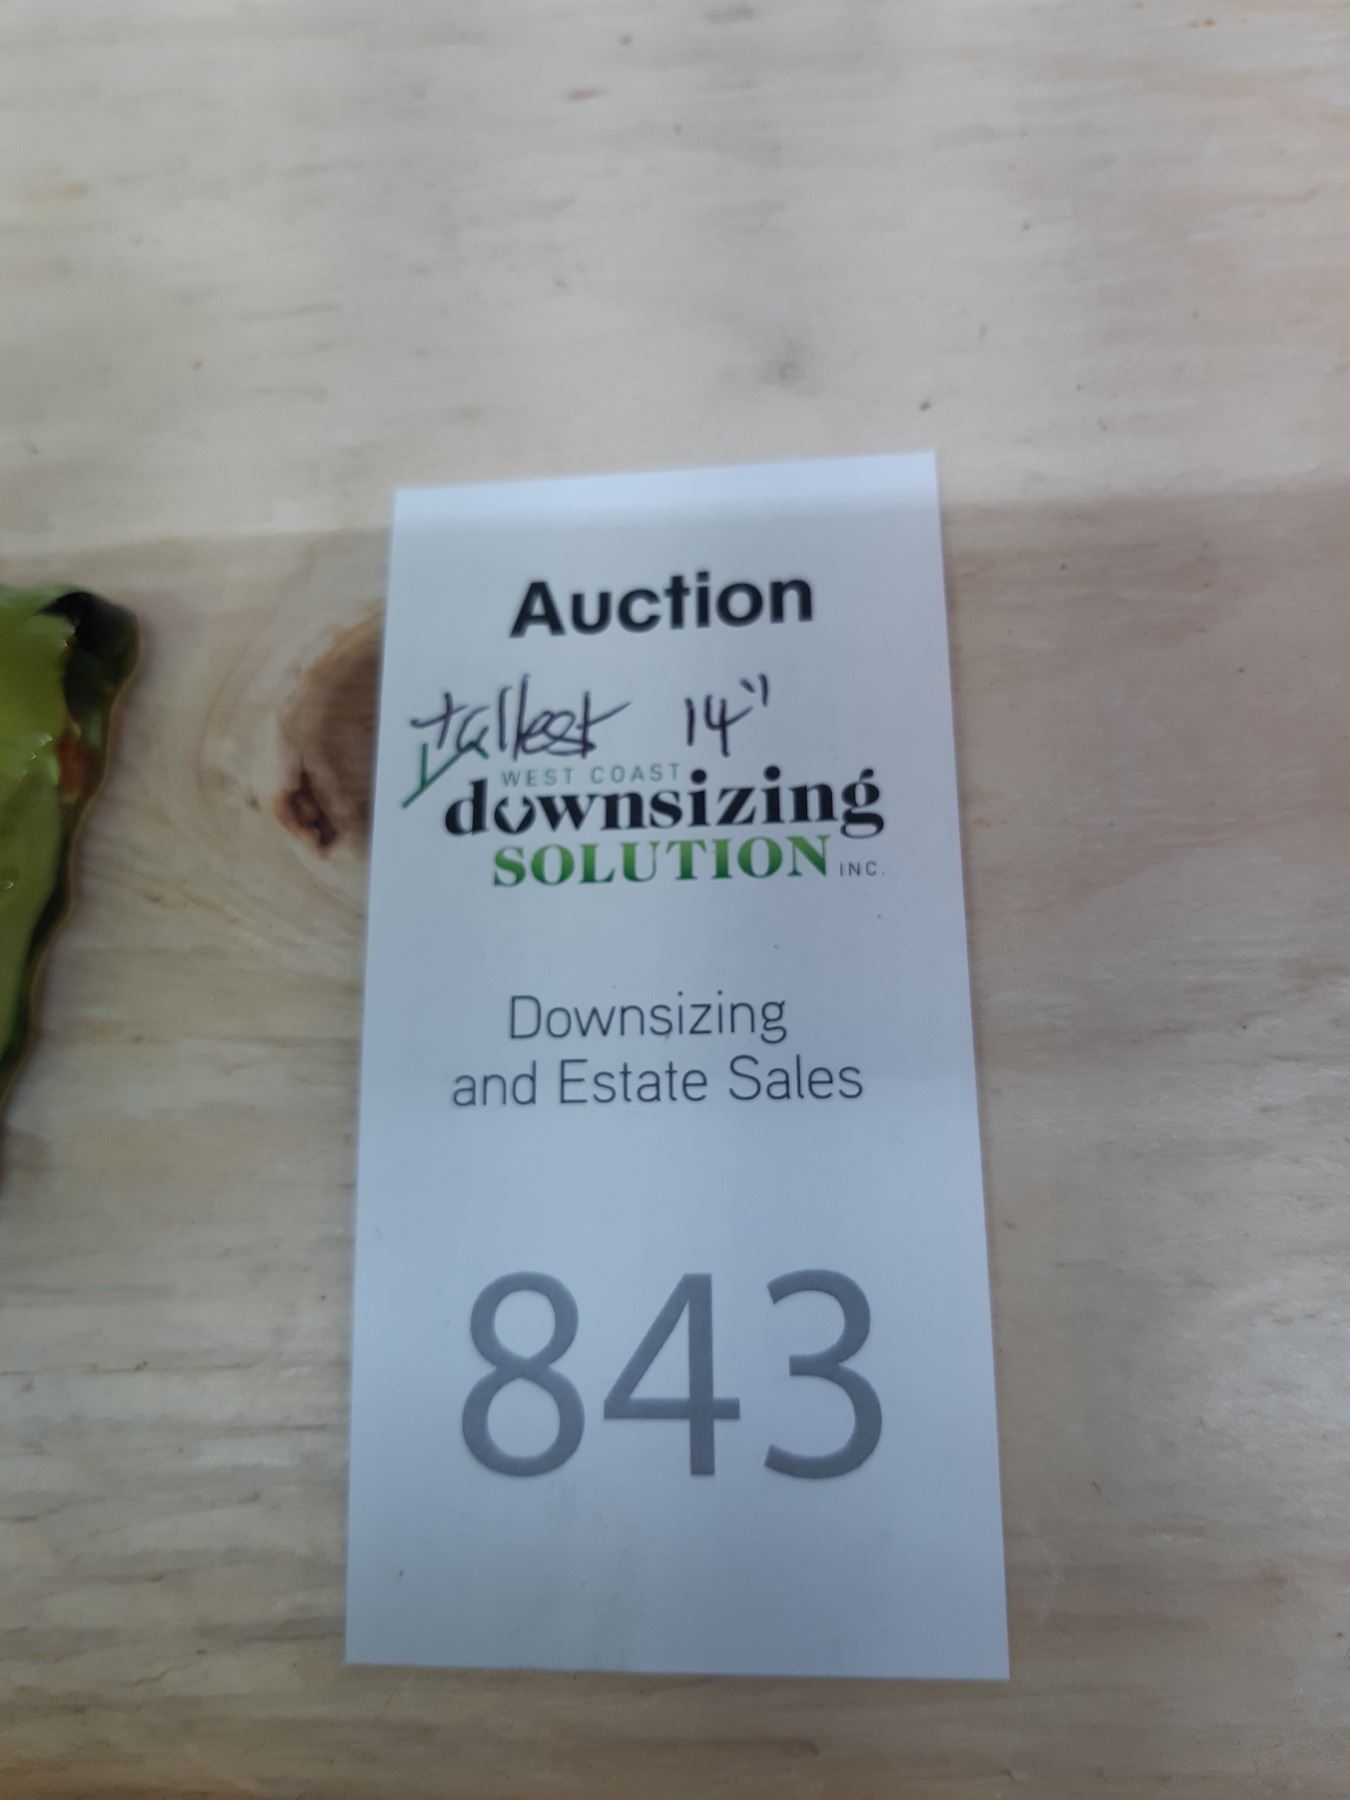 Auction
tallest 14"
WEST COAST
downsizing
SOLUTION INC.
Downsizing
and Estate Sales
843